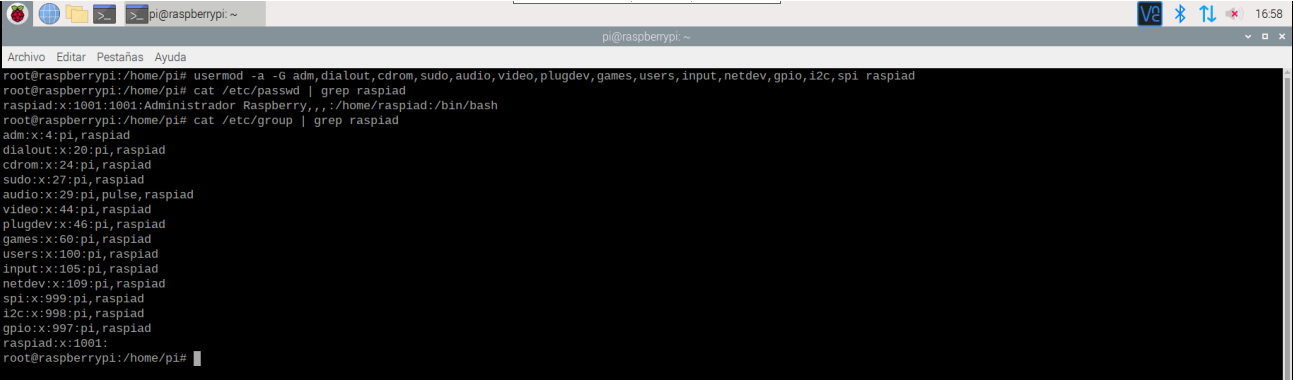 pi@raspberrypi: ~
16:58
pi@raspberrypi: ~
Archivo Editar Pestañas Ayuda
root@raspberrypi:/home/pi# usermod -a -G adm,dialout,cdrom,sudo,audio,video,plugdev,games,users,input,netdev,gpio,i2c,spi raspiad
root@raspberrypi:/home/pi# cat /etc/passwd | grep raspiad
raspiad:x:1001:1001:Administrador Raspberry,,,:/home/raspiad:/bin/bash
root@raspberrypi:/home/pi# cat /etc/group | grep raspiad
adm:x:4:pi,raspiad
dialout:x:20:pi,raspiad
cdrom:x:24:pi,raspiad
sudo:x:27:pi,raspiad
audio:x:29:pi,pulse,raspiad
video:x:44:pi,raspiad
plugdev:x:46:pi,raspiad
games:x:60:pi,raspiad
users:x:100:pi,raspiad
input:x:105:pi,raspiad
netdev:x:109:pi,raspiad
spi:x:999:pi,raspiad
i2c:x:998:pi,raspiad
gpio:x:997:pi,raspiad
raspiad:x:1001:
root@raspberrypi:/home/pi#